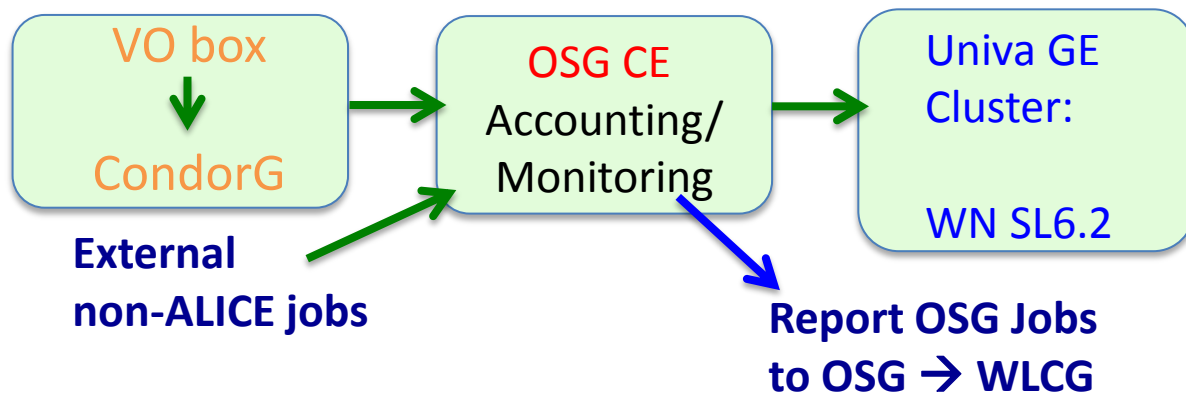 VO box
CondorG
External
non-ALICE jobs
OSG CE
Accounting/
Monitoring
Report OSG Jobs
to OSG → WLCG
Univa GE
Cluster:
WN SL6.2